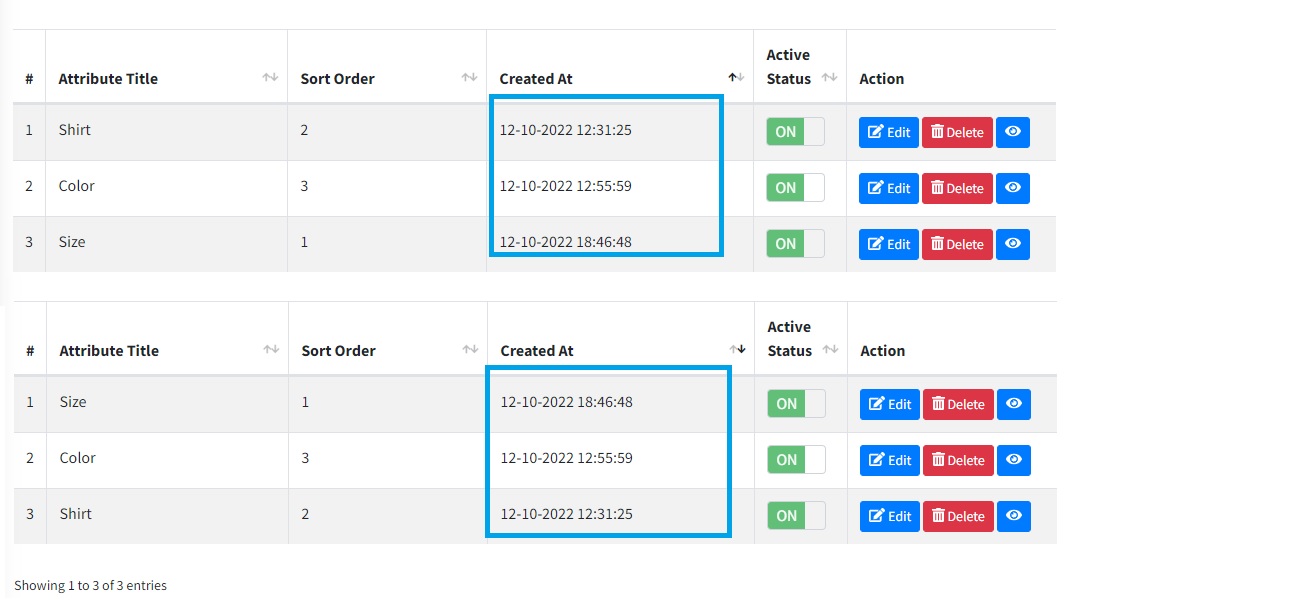 # Attribute Title Sort Order Created At Active Status Action
1 Shirt 2 12-10-2022 12:31:25 ON Edit Delete
2 Color 3 12-10-2022 12:55:59 ON Edit Delete
3 Size 1 12-10-2022 18:46:48 ON Edit Delete
# Attribute Title Sort Order Created At Active Status Action
1 Size 1 12-10-2022 18:46:48 ON Edit Delete
2 Color 3 12-10-2022 12:55:59 ON Edit Delete
3 Shirt 2 12-10-2022 12:31:25 ON Edit Delete
Showing 1 to 3 of 3 entries